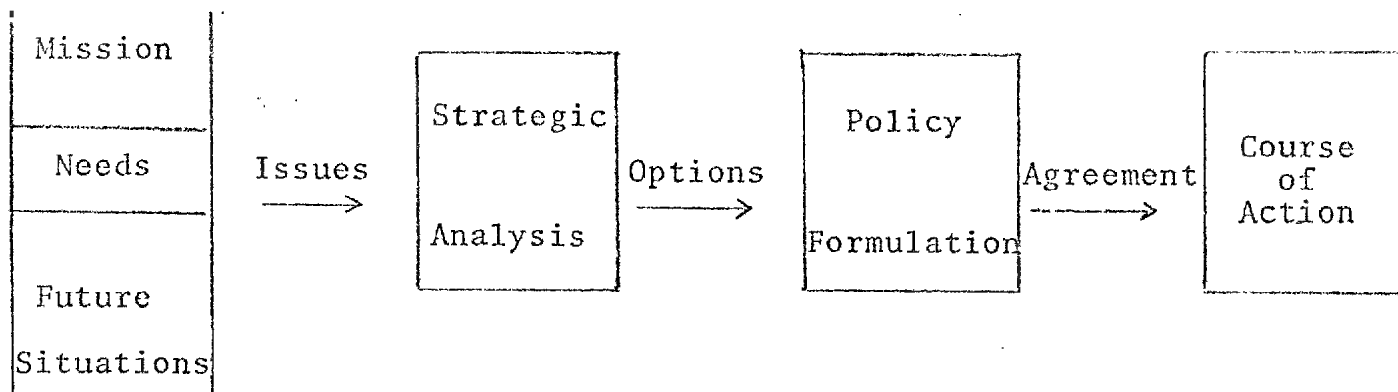 Mission
Needs
Future
Situations
Issues
Strategic
Analysis
Options
Policy
Formulation
Agreement
Course
of
Action